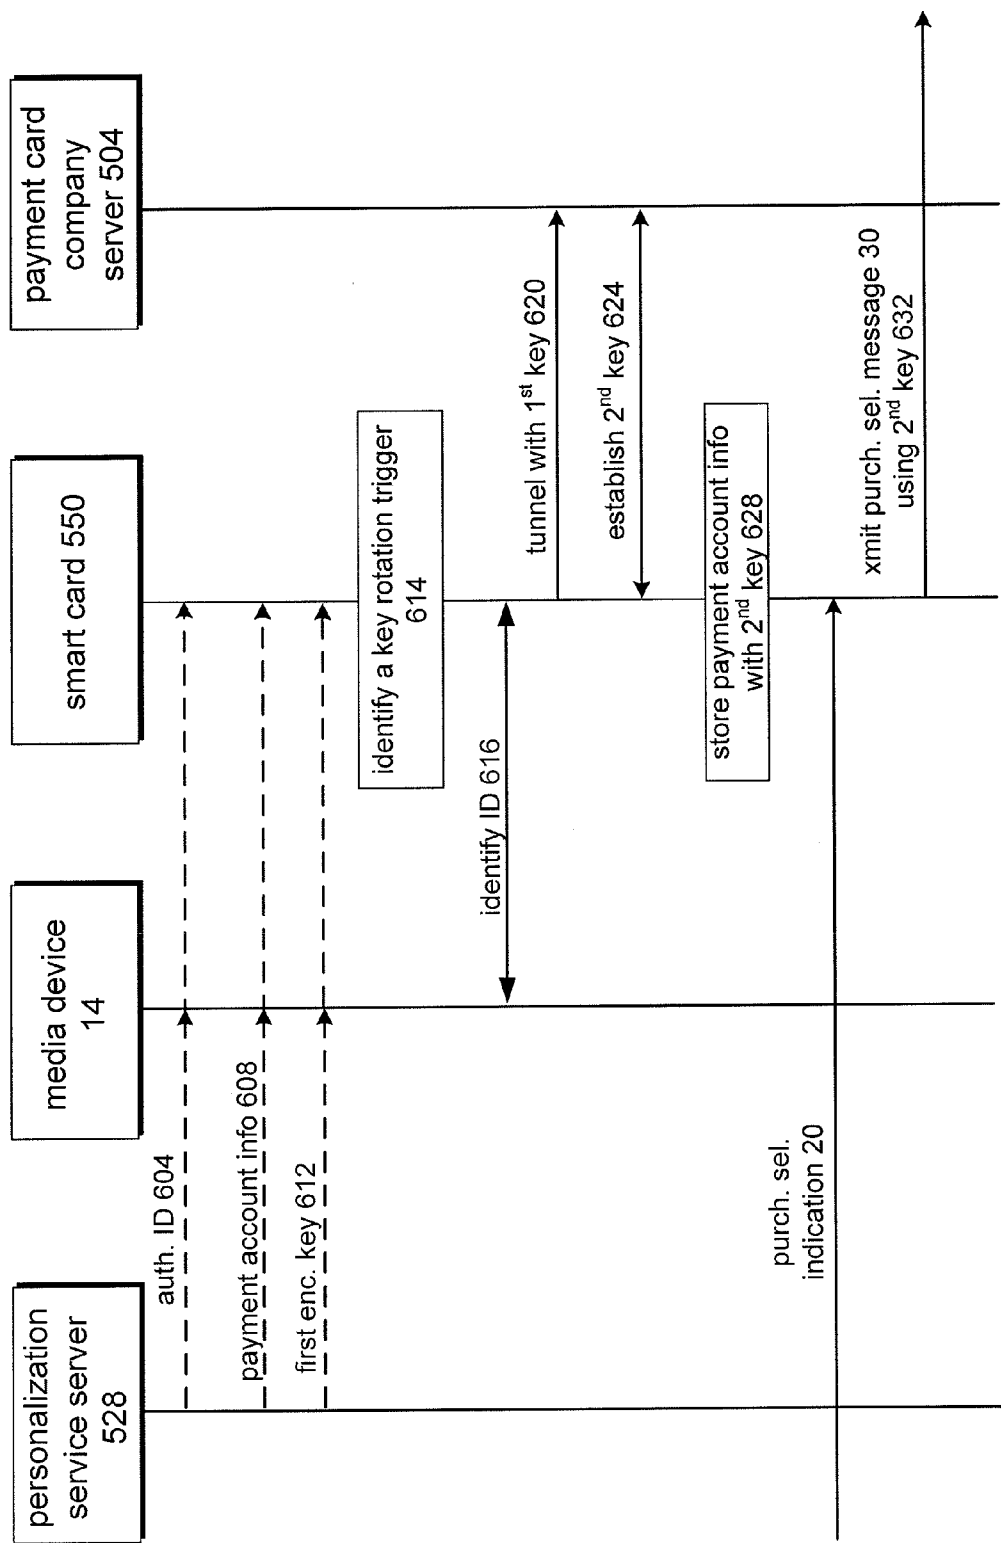 personalization
service server
528
media device
14
smart card 550
payment card
company
server 504
auth. ID 604
payment account info 608
first enc. key 612
identify a key rotation trigger
614
identify ID 616
tunnel with 1st key 620
establish 2nd key 624
store payment account info
with 2nd key 628
purch. sel.
indication 20
xmit purch. sel. message 30
using 2nd key 632